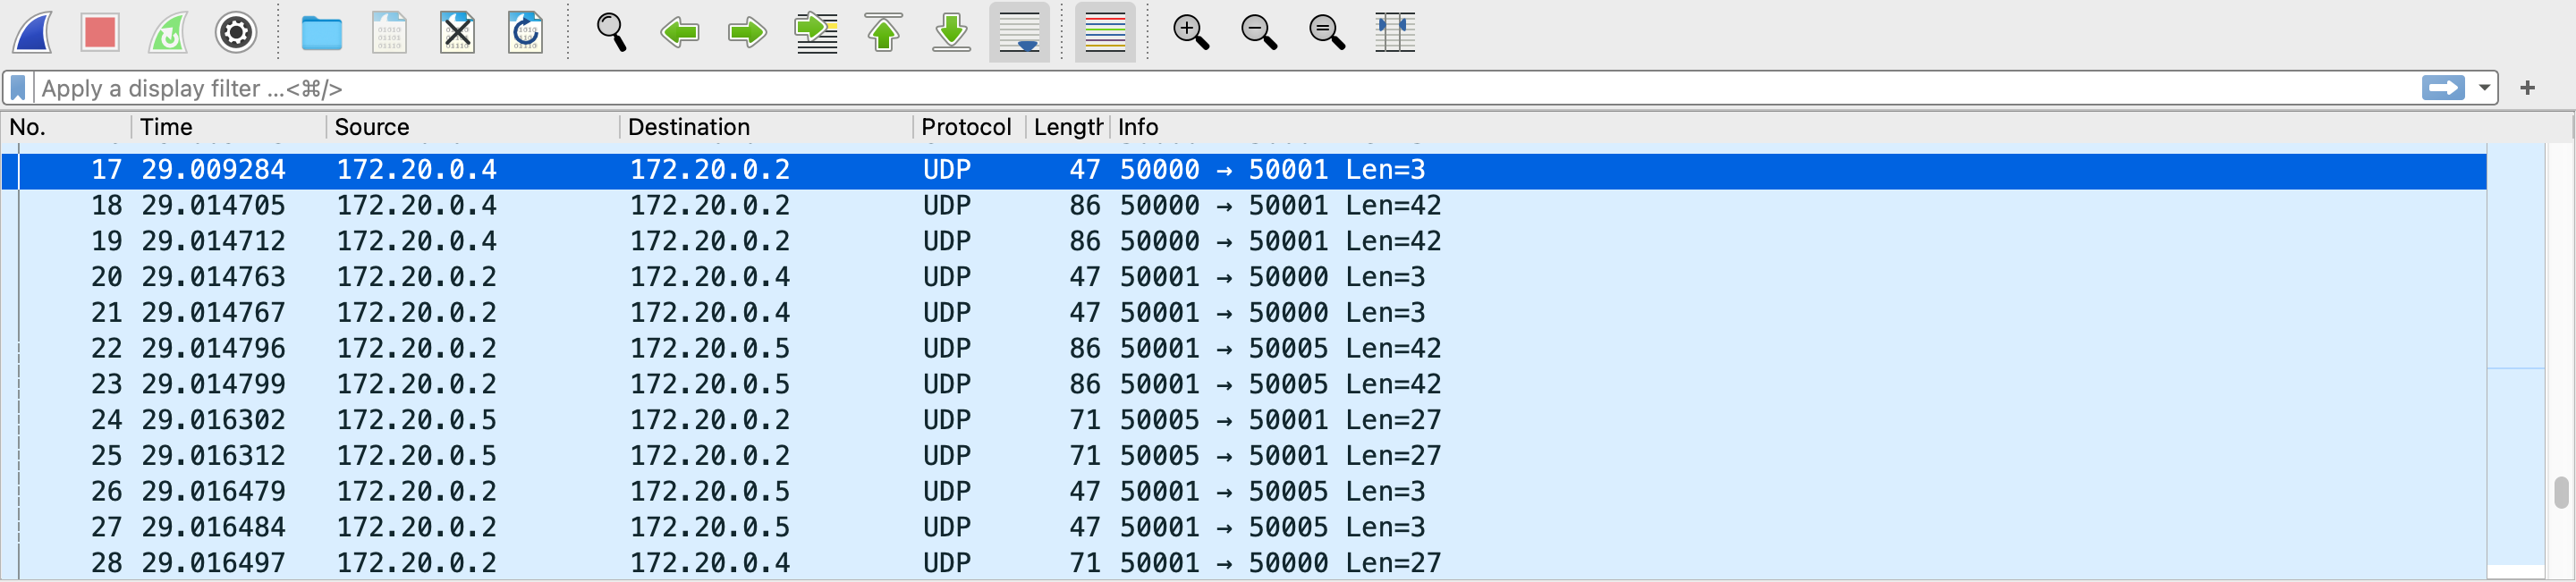 Apply a display filter ...<⌘/>
No. Time Source Destination Protocol Length Info
17 29.009284 172.20.0.4 172.20.0.2 UDP 47 50000 → 50001 Len=3
18 29.014705 172.20.0.4 172.20.0.2 UDP 86 50000 → 50001 Len=42
19 29.014712 172.20.0.4 172.20.0.2 UDP 86 50000 → 50001 Len=42
20 29.014763 172.20.0.2 172.20.0.4 UDP 47 50001 → 50000 Len=3
21 29.014767 172.20.0.2 172.20.0.4 UDP 47 50001 → 50000 Len=3
22 29.014796 172.20.0.2 172.20.0.5 UDP 86 50001 → 50005 Len=42
23 29.014799 172.20.0.2 172.20.0.5 UDP 86 50001 → 50005 Len=42
24 29.016302 172.20.0.5 172.20.0.2 UDP 71 50005 → 50001 Len=27
25 29.016312 172.20.0.5 172.20.0.2 UDP 71 50005 → 50001 Len=27
26 29.016479 172.20.0.2 172.20.0.5 UDP 47 50001 → 50005 Len=3
27 29.016484 172.20.0.2 172.20.0.5 UDP 47 50001 → 50005 Len=3
28 29.016497 172.20.0.2 172.20.0.4 UDP 71 50001 → 50000 Len=27